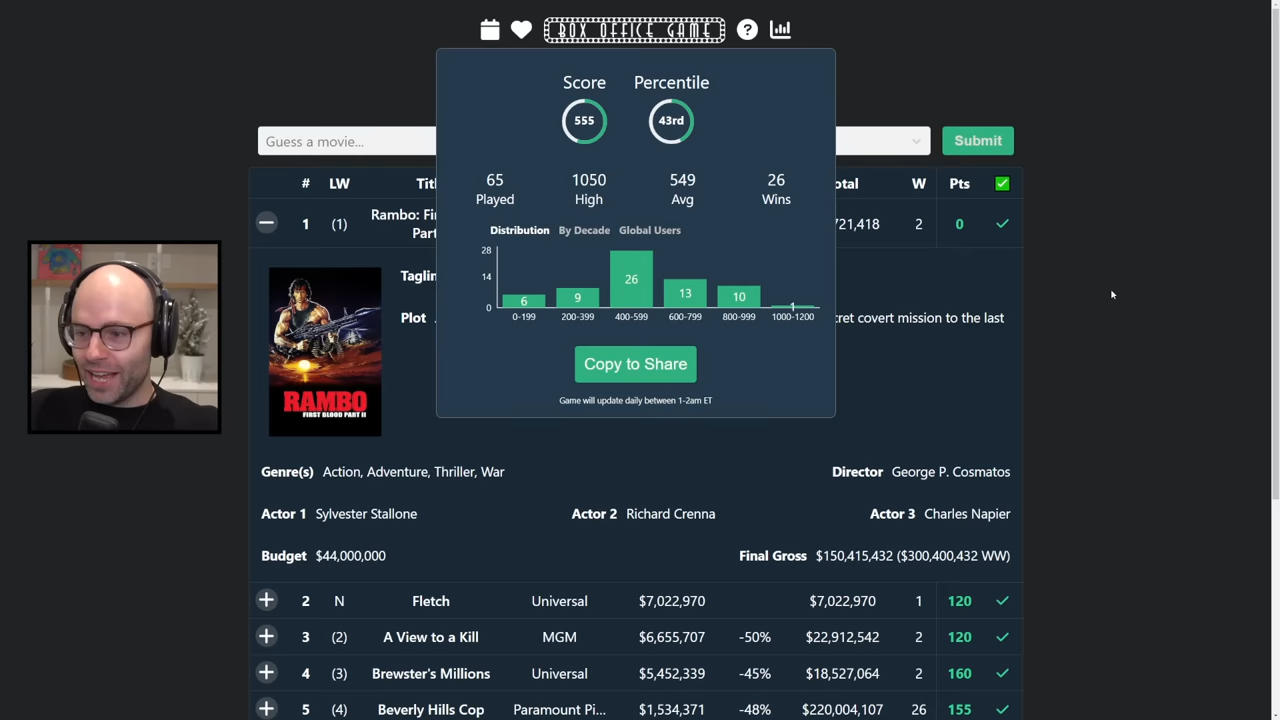 BOX OFFICE GAME
?
Score Percentile
555 43rd
Guess a movie... Submit
65 1050 549 26
Played High Avg Wins
# LW W Pts
1 (1) Rambo: 721,418 2 0
Distribution By Decade Global Users
28
14
0
6 9 26 13 10 1
0-199 200-399 400-599 600-799 800-999 1000-1200
Plot cret covert mission to the last
Copy to Share
Game will update daily between 1-2am ET
RAMBO
FIRST BLOOD PART II
Genre(s) Action, Adventure, Thriller, War Director George P. Cosmatos
Actor 1 Sylvester Stallone Actor 2 Richard Crenna Actor 3 Charles Napier
Budget $44,000,000 Final Gross $150,415,432 ($300,400,432 WW)
2 N Fletch Universal $7,022,970 $7,022,970 1 120
3 (2) A View to a Kill MGM $6,655,707 -50% $22,912,542 2 120
4 (3) Brewster's Millions Universal $5,452,339 -45% $18,527,064 2 160
5 (4) Beverly Hills Cop Paramount Pi... $1,534,371 -48% $220,004,107 26 155